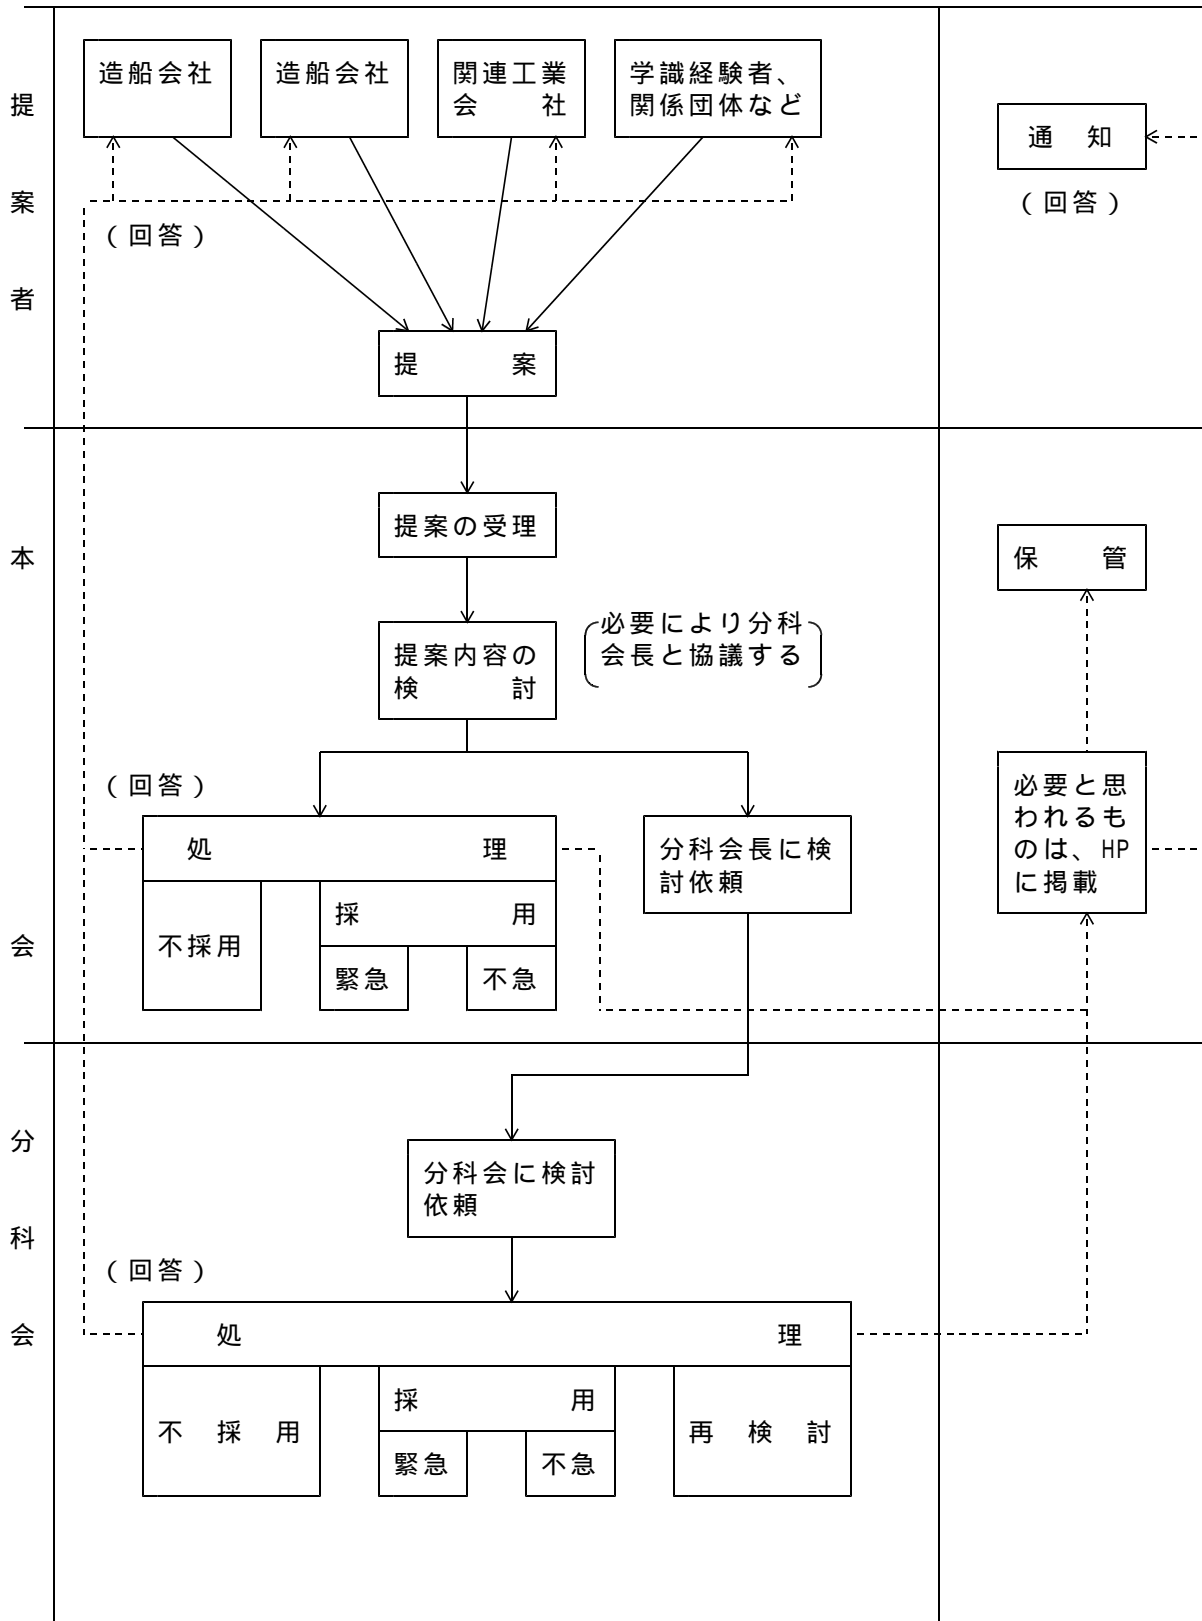 提案者
造船会社
造船会社
関連工業
会社
学識経験者、
関係団体など
通知
(回答)
(回答)
提案
本会
提案の受理
保管
提案内容の
検討
必要により分科
会長と協議する
(回答)
処理
不採用
採用
緊急
不急
分科会長に検
討依頼
必要と思
われるも
のは、HP
に掲載
分科会
分科会に検討
依頼
(回答)
処理
不採用
採用
緊急
不急
再検討